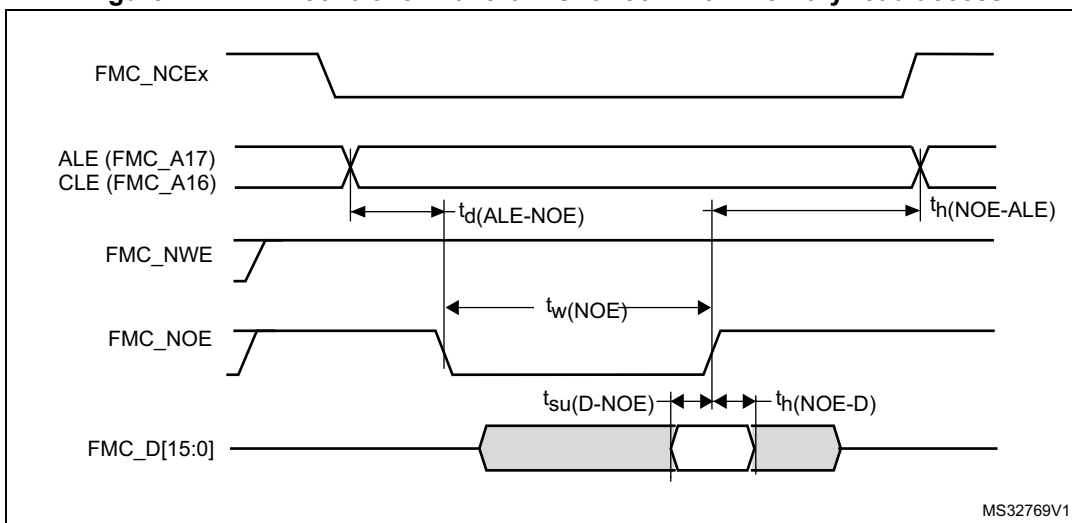 FMC_NCEx
ALE (FMC_A17)
CLE (FMC_A16)
td(ALE-NOE)
th(NOE-ALE)
FMC_NWE
tw(NOE)
FMC_NOE
tsu(D-NOE)
th(NOE-D)
FMC_D[15:0]
MS32769V1